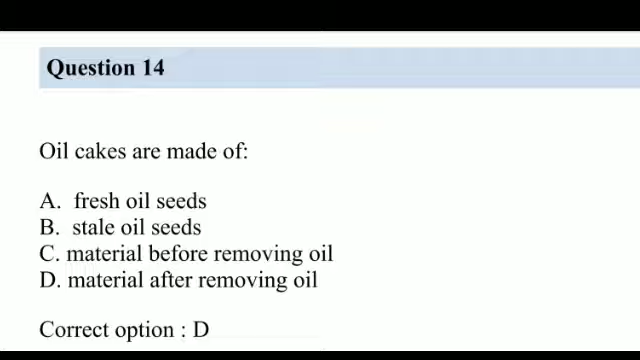 Question 14
Oil cakes are made of:
A. fresh oil seeds
B. stale oil seeds
C. material before removing oil
D. material after removing oil
Correct option : D